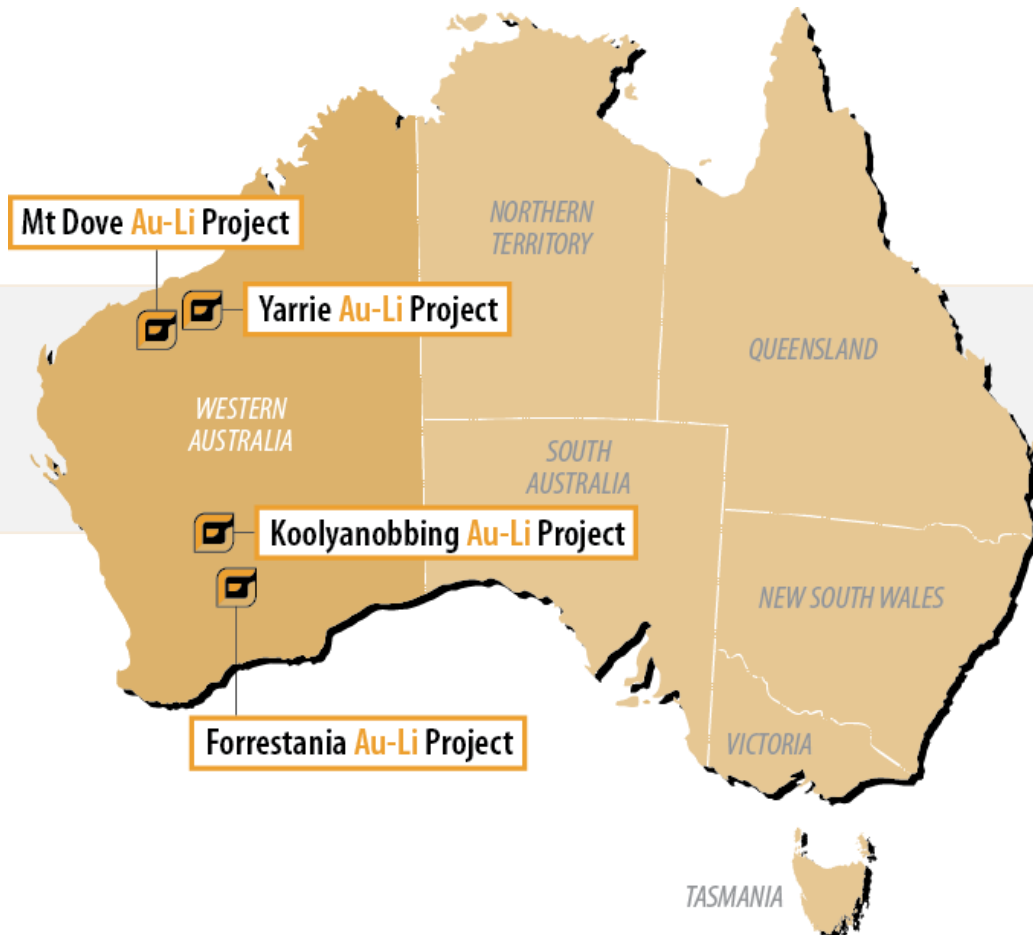 Mt Dove Au-Li Project
NORTHERN
TERRITORY
Yarrie Au-Li Project
QUEENSLAND
WESTERN
AUSTRALIA
SOUTH
AUSTRALIA
Koolyanobbing Au-Li Project
NEW SOUTH WALES
Forrestania Au-Li Project
VICTORIA
TASMANIA